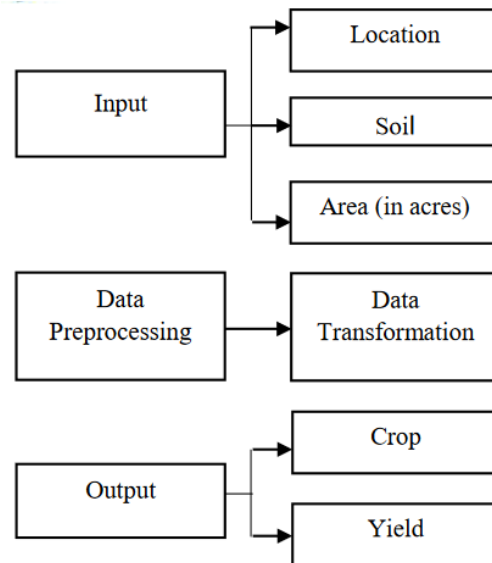 Input
Location
Soil
Area (in acres)
Data
Preprocessing
Data
Transformation
Output
Crop
Yield